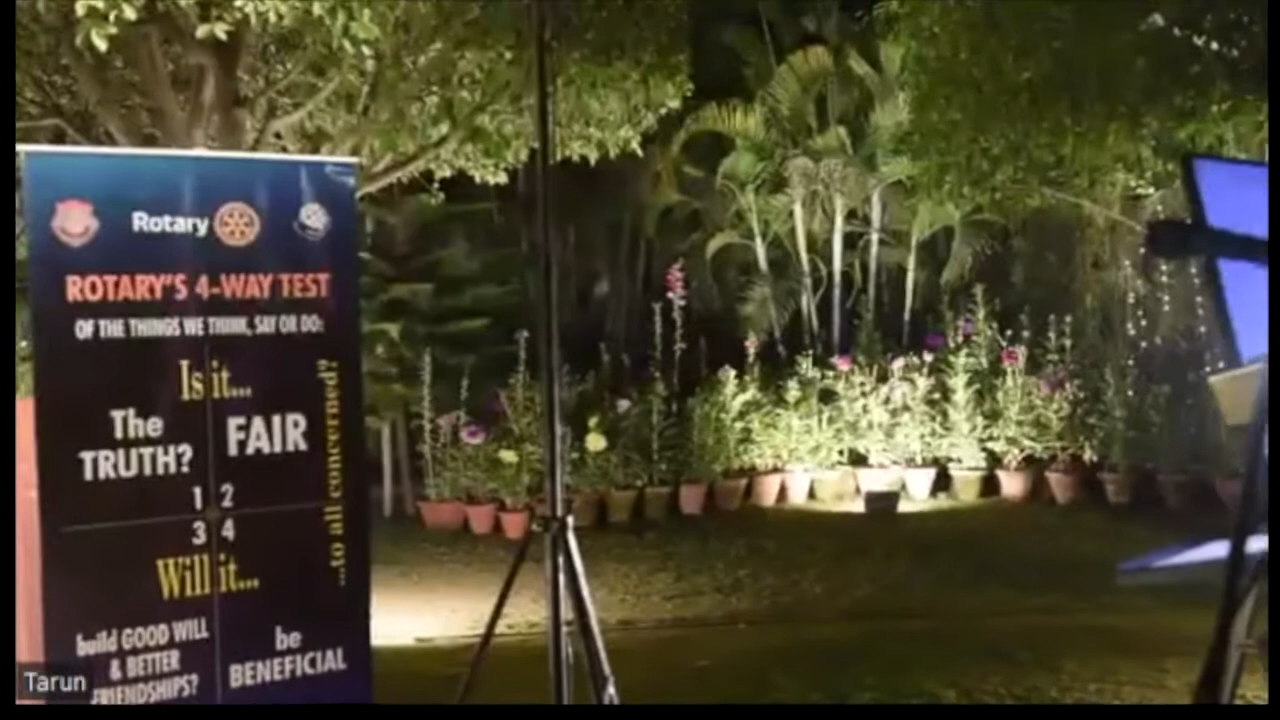 Rotary
ROTARY'S 4-WAY TEST
OF THE THINGS WE THINK, SAY OR DO:
Is it...
The
TRUTH?
FAIR
1 2
3 4
...to all concerned?
Will it...
build GOOD WILL
& BETTER
FRIENDSHIPS?
be
BENEFICIAL
Tarun